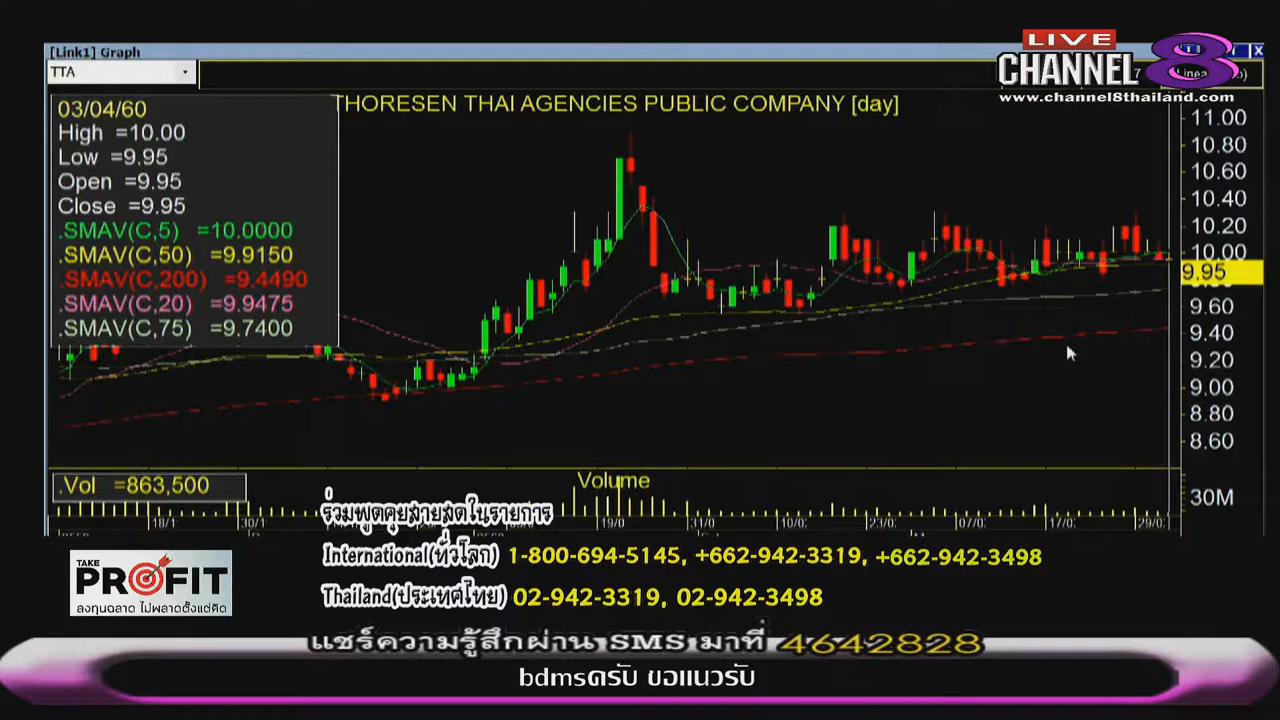 [Link1] Graph
LIVE
CHANNEL 8
www.channel8thailand.com
TTA
THORESEN THAI AGENCIES PUBLIC COMPANY [day]
03/04/60
High =10.00
Low =9.95
Open =9.95
Close =9.95
.SMAV(C,5) =10.0000
.SMAV(C,50) =9.9150
.SMAV(C,200) =9.4490
.SMAV(C,20) =9.9475
.SMAV(C,75) =9.7400
11.00
10.80
10.60
10.40
10.20
10.00
9.95
9.60
9.40
9.20
9.00
8.80
8.60
Volume
.Vol =863,500
30M
18/1 30/1 19/0 31/0 10/0 23/0 07/0 17/0 29/0
ร่วมพูดคุยสายสดในรายการ
International(ทั่วโลก) 1-800-694-5145, +662-942-3319, +662-942-3498
Thailand(ประเทศไทย) 02-942-3319, 02-942-3498
TAKE
PROFIT
ลงทุนฉลาด ไม่พลาดตั้งแต่คิด
แชร์ความรู้สึกผ่าน SMS มาที่ 4642828
bdmsครับ ขอแนวรับ